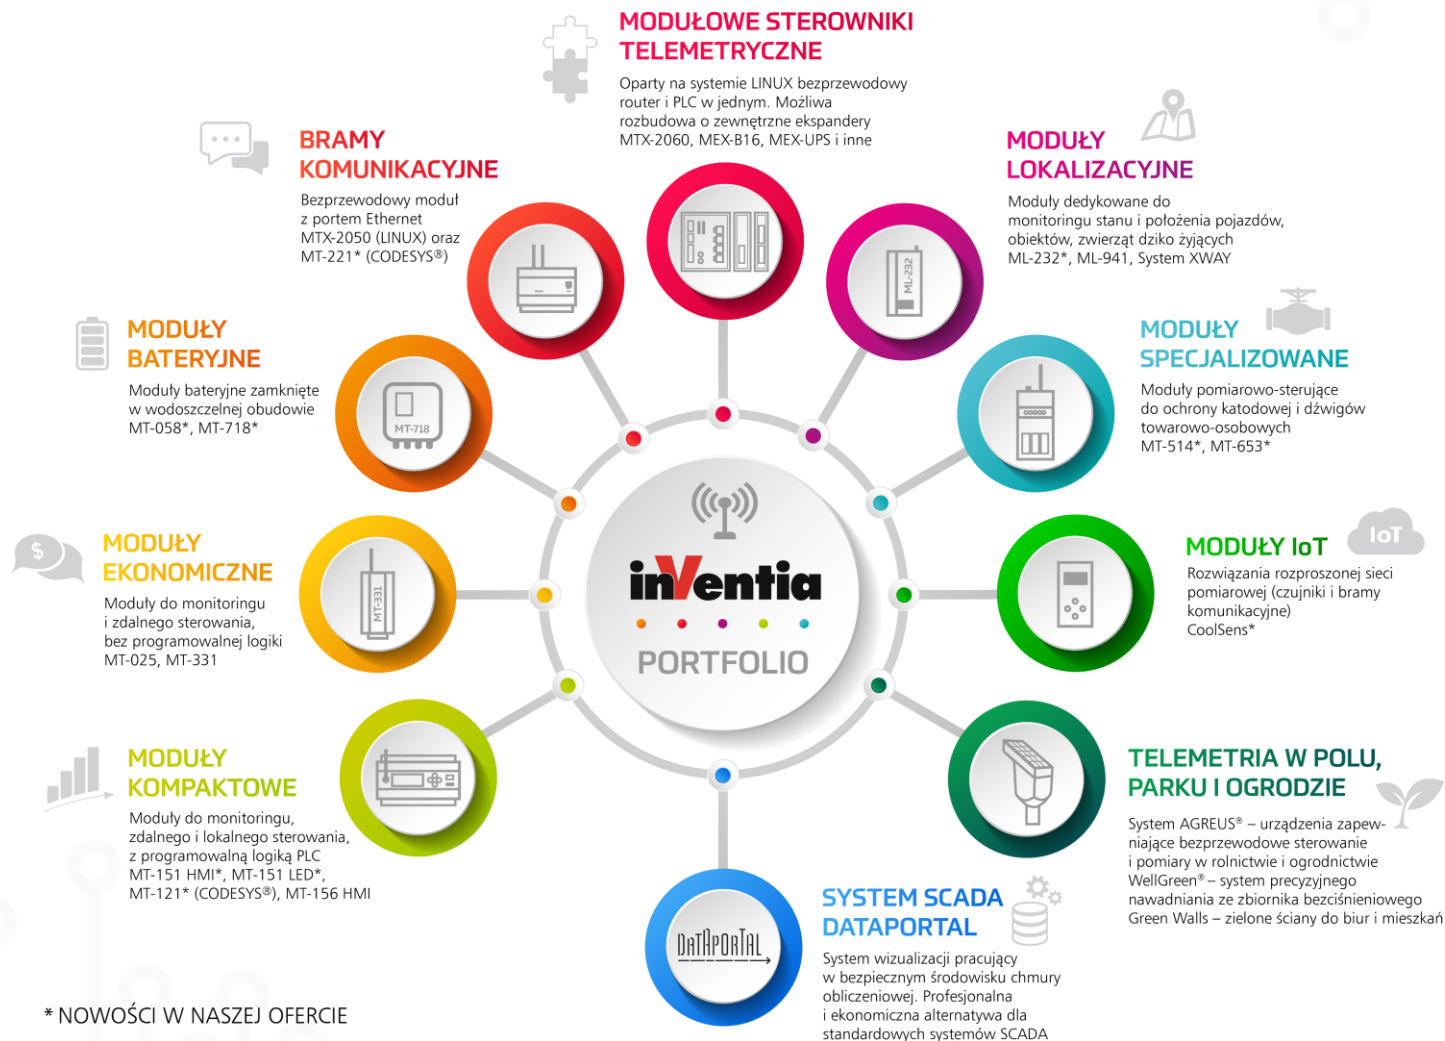 MODUŁOWE STEROWNIKI
TELEMETRYCZNE
Oparty na systemie LINUX bezprzewodowy
router i PLC w jednym. Możliwa
rozbudowa o zewnętrzne ekspandery
MTX-2060, MEX-B16, MEX-UPS i inne
BRAMY
KOMUNIKACYJNE
Bezprzewodowy moduł
z portem Ethernet
MTX-2050 (LINUX) oraz
MT-221* (CODESYS®)
MODUŁY
LOKALIZACYJNE
Moduły dedykowane do
monitoringu stanu i położenia pojazdów,
obiektów, zwierząt dziko żyjących
ML-232*, ML-941, System XWAY
ML-232
MODUŁY
BATERYJNE
Moduły bateryjne zamknięte
w wodoszczelnej obudowie
MT-058*, MT-718*
MT-718
MODUŁY
SPECJALIZOWANE
Moduły pomiarowo-sterujące
do ochrony katodowej i dźwigów
towarowo-osobowych
MT-514*, MT-653*
$
MODUŁY
EKONOMICZNE
Moduły do monitoringu
i zdalnego sterowania,
bez programowalnej logiki
MT-025, MT-331
MT-331
inVentia
PORTFOLIO
MODUŁY IoT
IoT
Rozwiązania rozproszonej sieci
pomiarowej (czujniki i bramy
komunikacyjne)
CoolSens*
MODUŁY
KOMPAKTOWE
Moduły do monitoringu,
zdalnego i lokalnego sterowania,
z programowalną logiką PLC
MT-151 HMI*, MT-151 LED*,
MT-121* (CODESYS®), MT-156 HMI
TELEMETRIA W POLU,
PARKU I OGRODZIE
System AGREUS® – urządzenia zapew-
niające bezprzewodowe sterowanie
i pomiary w rolnictwie i ogrodnictwie
WellGreen® – system precyzyjnego
nawadniania ze zbiornika bezciśnieniowego
Green Walls – zielone ściany do biur i mieszkań
DATAPORTAL
SYSTEM SCADA
DATAPORTAL
System wizualizacji pracujący
w bezpiecznym środowisku chmury
obliczeniowej. Profesjonalna
i ekonomiczna alternatywa dla
standardowych systemów SCADA
* NOWOŚCI W NASZEJ OFERCIE